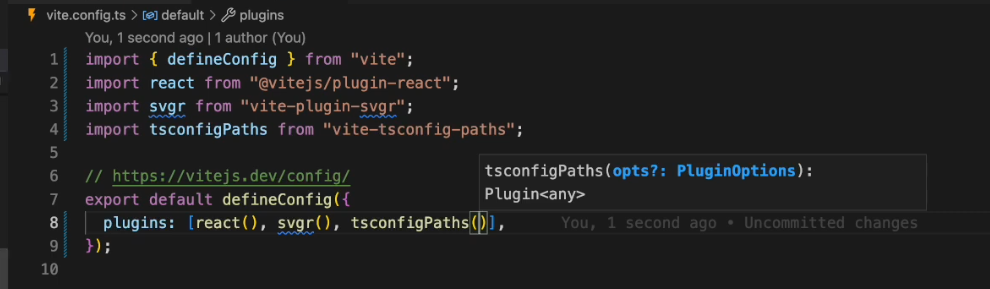 vite.config.ts > default > plugins
You, 1 second ago | 1 author (You)
1 import { defineConfig } from "vite";
2 import react from "@vitejs/plugin-react";
3 import svgr from "vite-plugin-svgr";
4 import tsconfigPaths from "vite-tsconfig-paths";
5
6 // https://vitejs.dev/config/
7 export default defineConfig({
8 plugins: [react(), svgr(), tsconfigPaths()], You, 1 second ago • Uncommitted changes
9 });
10
tsconfigPaths(opts?: PluginOptions):
Plugin<any>